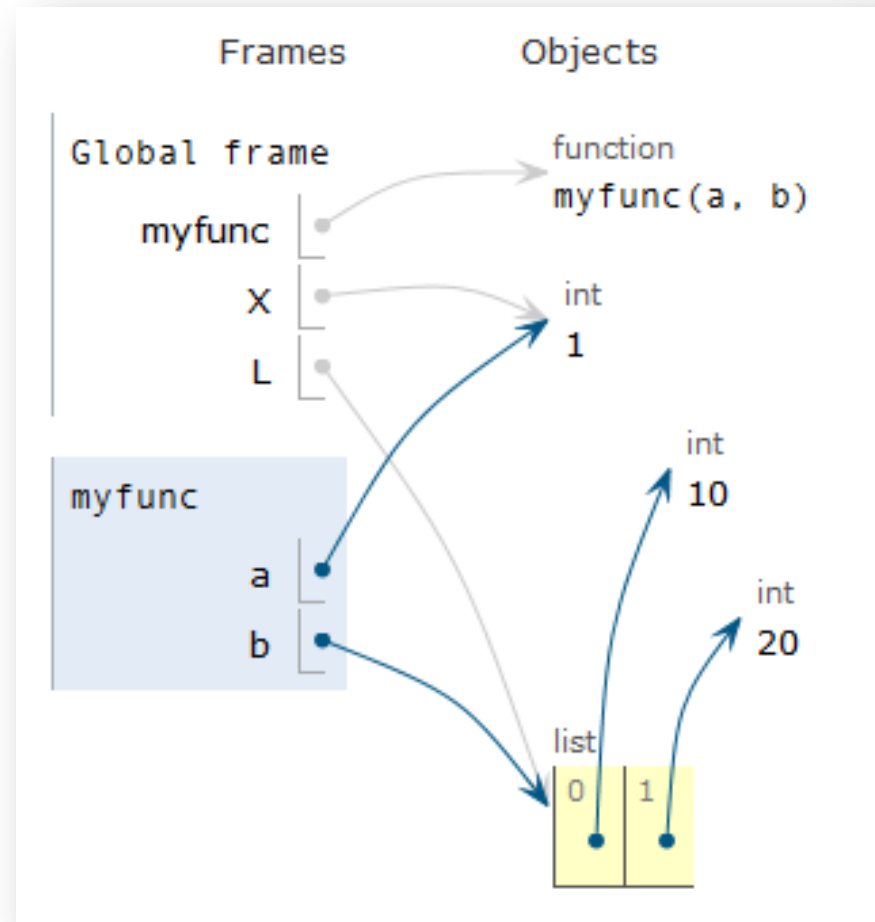 Frames Objects
Global frame
function
myfunc(a, b)
myfunc
X
int
1
L
int
10
myfunc
a
int
20
b
list
0 1